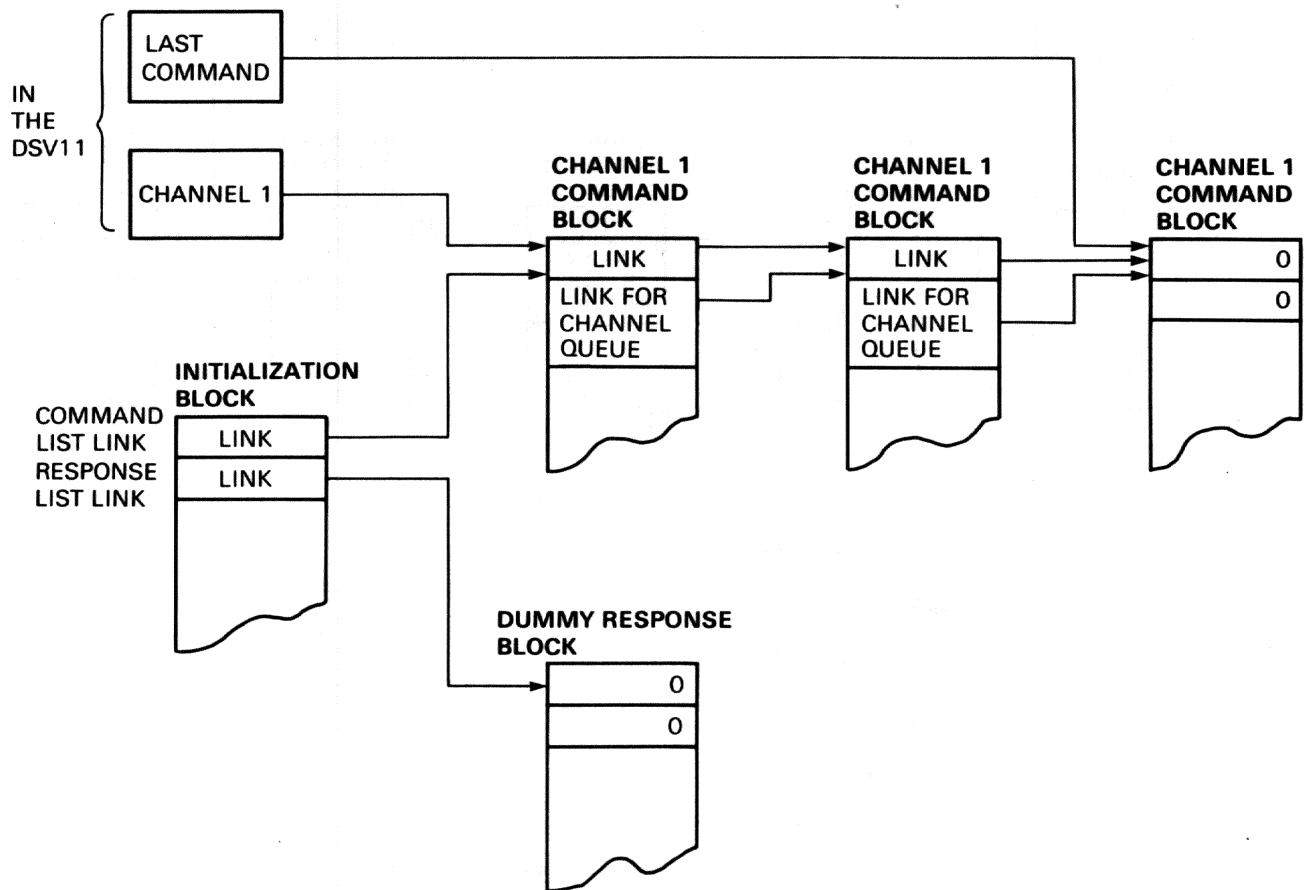 LAST
COMMAND
IN
THE
DSV11
CHANNEL 1
CHANNEL 1
COMMAND
BLOCK
CHANNEL 1
COMMAND
BLOCK
CHANNEL 1
COMMAND
BLOCK
LINK
LINK FOR
CHANNEL
QUEUE
LINK
LINK FOR
CHANNEL
QUEUE
0
0
INITIALIZATION
BLOCK
COMMAND
LIST LINK
RESPONSE
LIST LINK
LINK
LINK
DUMMY RESPONSE
BLOCK
0
0